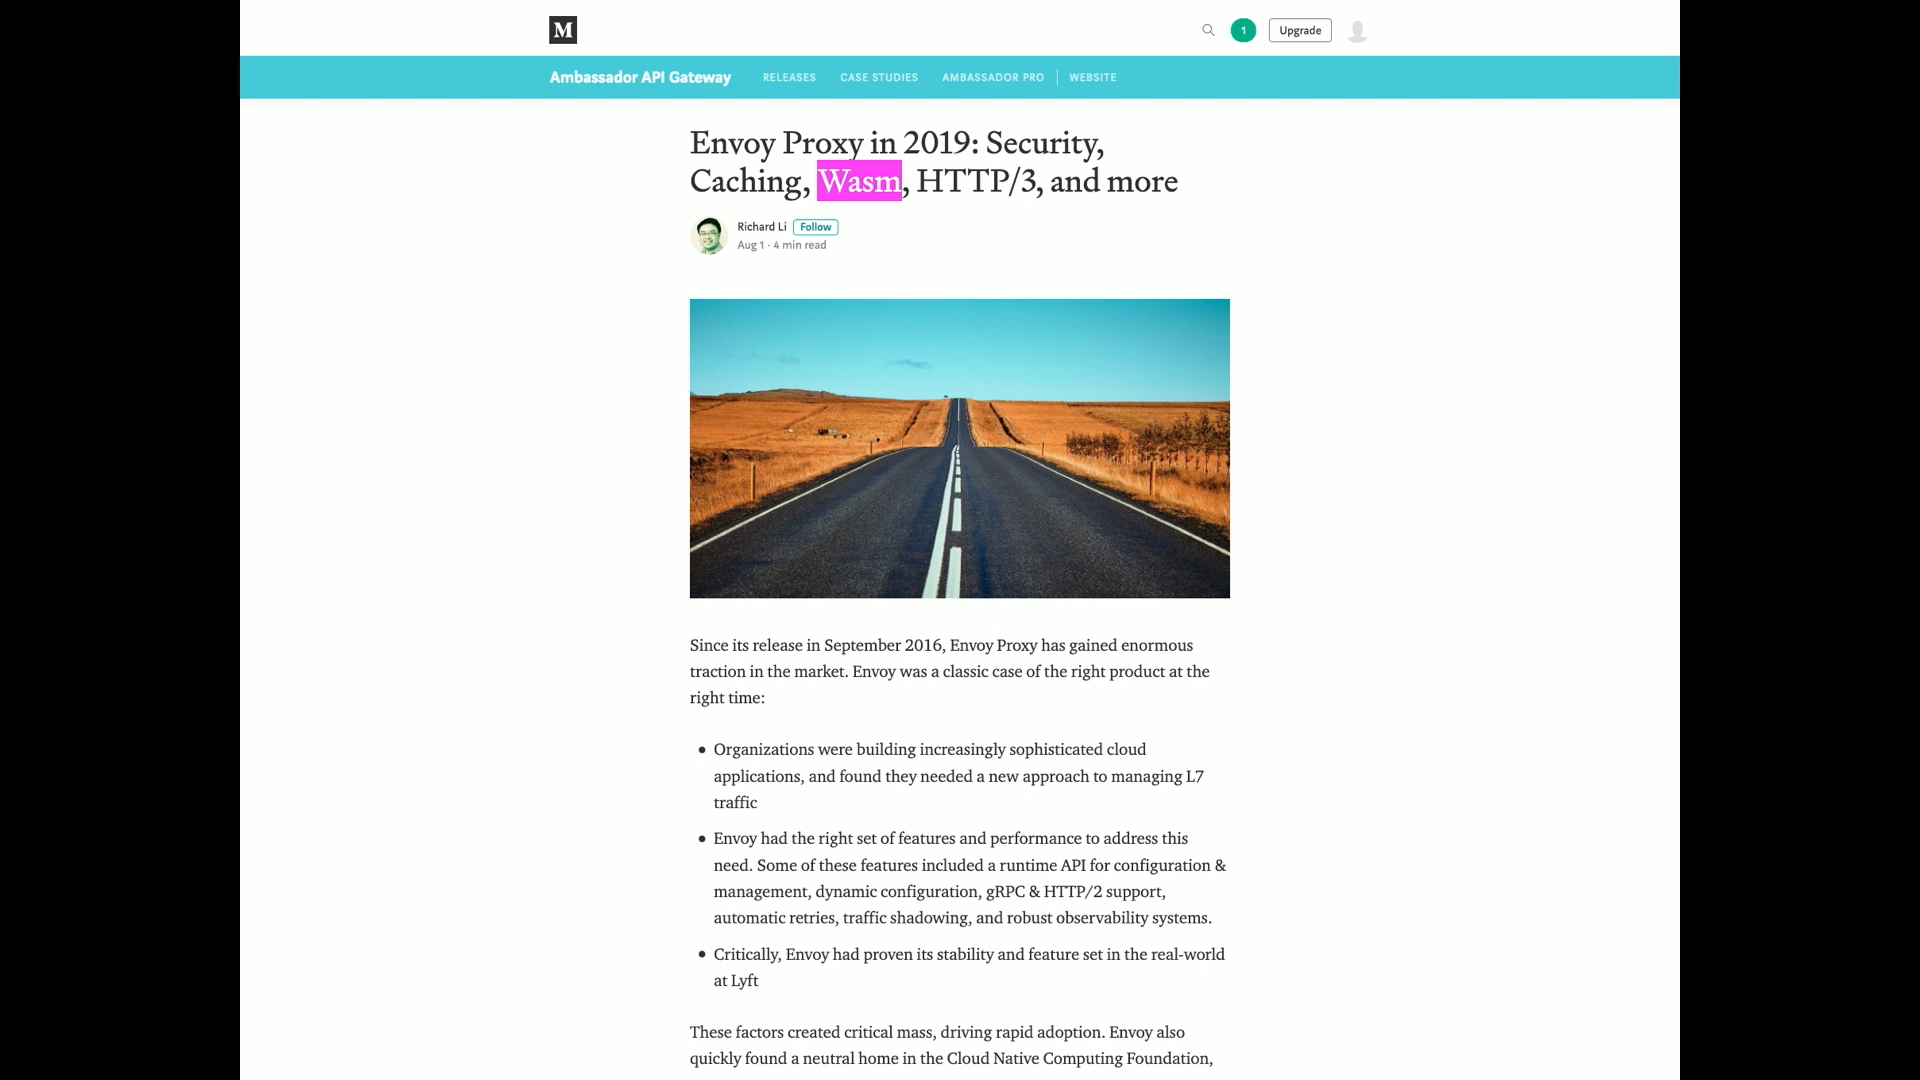 M
1
Upgrade
Ambassador API Gateway RELEASES CASE STUDIES AMBASSADOR PRO WEBSITE
Envoy Proxy in 2019: Security,
Caching, Wasm, HTTP/3, and more
Richard Li Follow
Aug 1 · 4 min read
Since its release in September 2016, Envoy Proxy has gained enormous
traction in the market. Envoy was a classic case of the right product at the
right time:
• Organizations were building increasingly sophisticated cloud
applications, and found they needed a new approach to managing L7
traffic
• Envoy had the right set of features and performance to address this
need. Some of these features included a runtime API for configuration &
management, dynamic configuration, gRPC & HTTP/2 support,
automatic retries, traffic shadowing, and robust observability systems.
• Critically, Envoy had proven its stability and feature set in the real-world
at Lyft
These factors created critical mass, driving rapid adoption. Envoy also
quickly found a neutral home in the Cloud Native Computing Foundation,